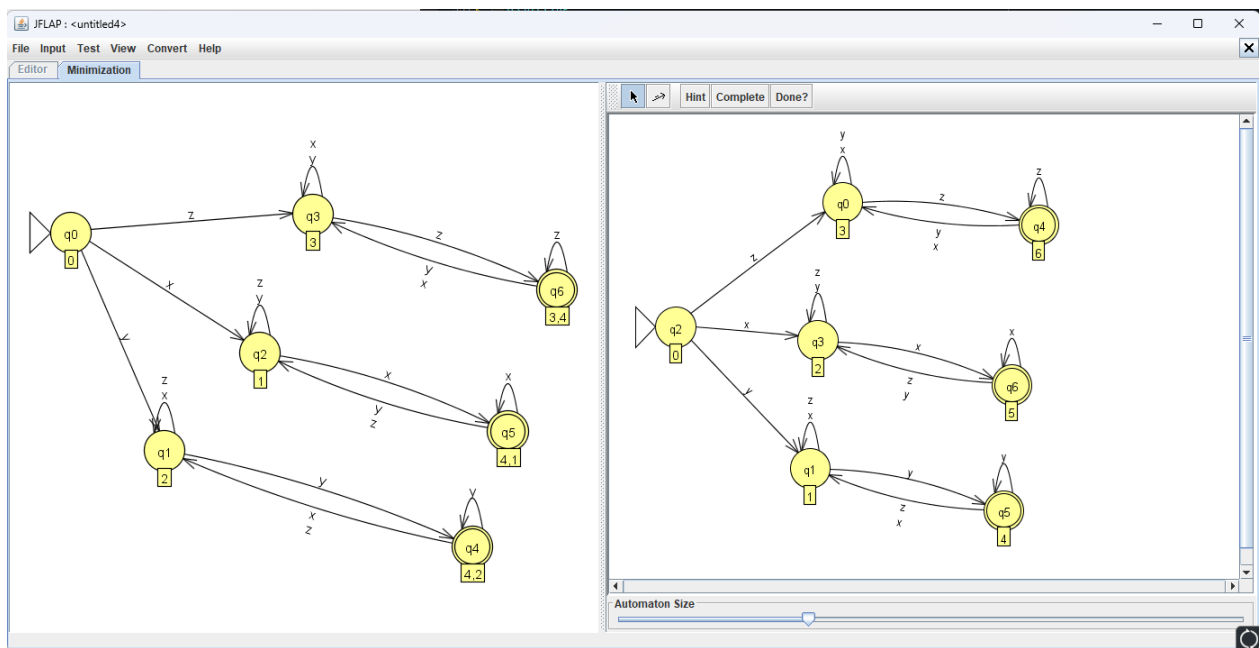 JFLAP : <untitled4>
File Input Test View Convert Help
Editor Minimization
x
y
q3
3
z
q0
0
z
y
x
z
q6
3,4
x
z
y
q2
1
y
x
y
z
x
q5
4,1
z
x
q1
2
y
x
z
y
q4
4,2
Hint Complete Done?
y
x
q0
3
z
y
x
z
q4
6
z
q2
0
x
z
y
q3
2
x
z
y
x
q6
5
y
z
x
q1
1
y
z
x
y
q5
4
Automaton Size